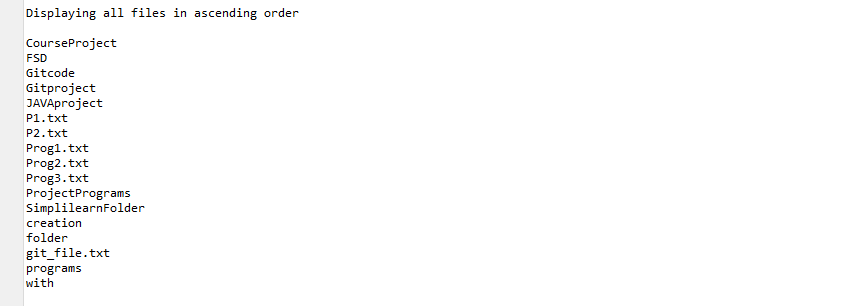 Displaying all files in ascending order
CourseProject
FSD
Gitcode
Gitproject
JAVAproject
P1.txt
P2.txt
Prog1.txt
Prog2.txt
Prog3.txt
ProjectPrograms
SimplilearnFolder
creation
folder
git_file.txt
programs
with